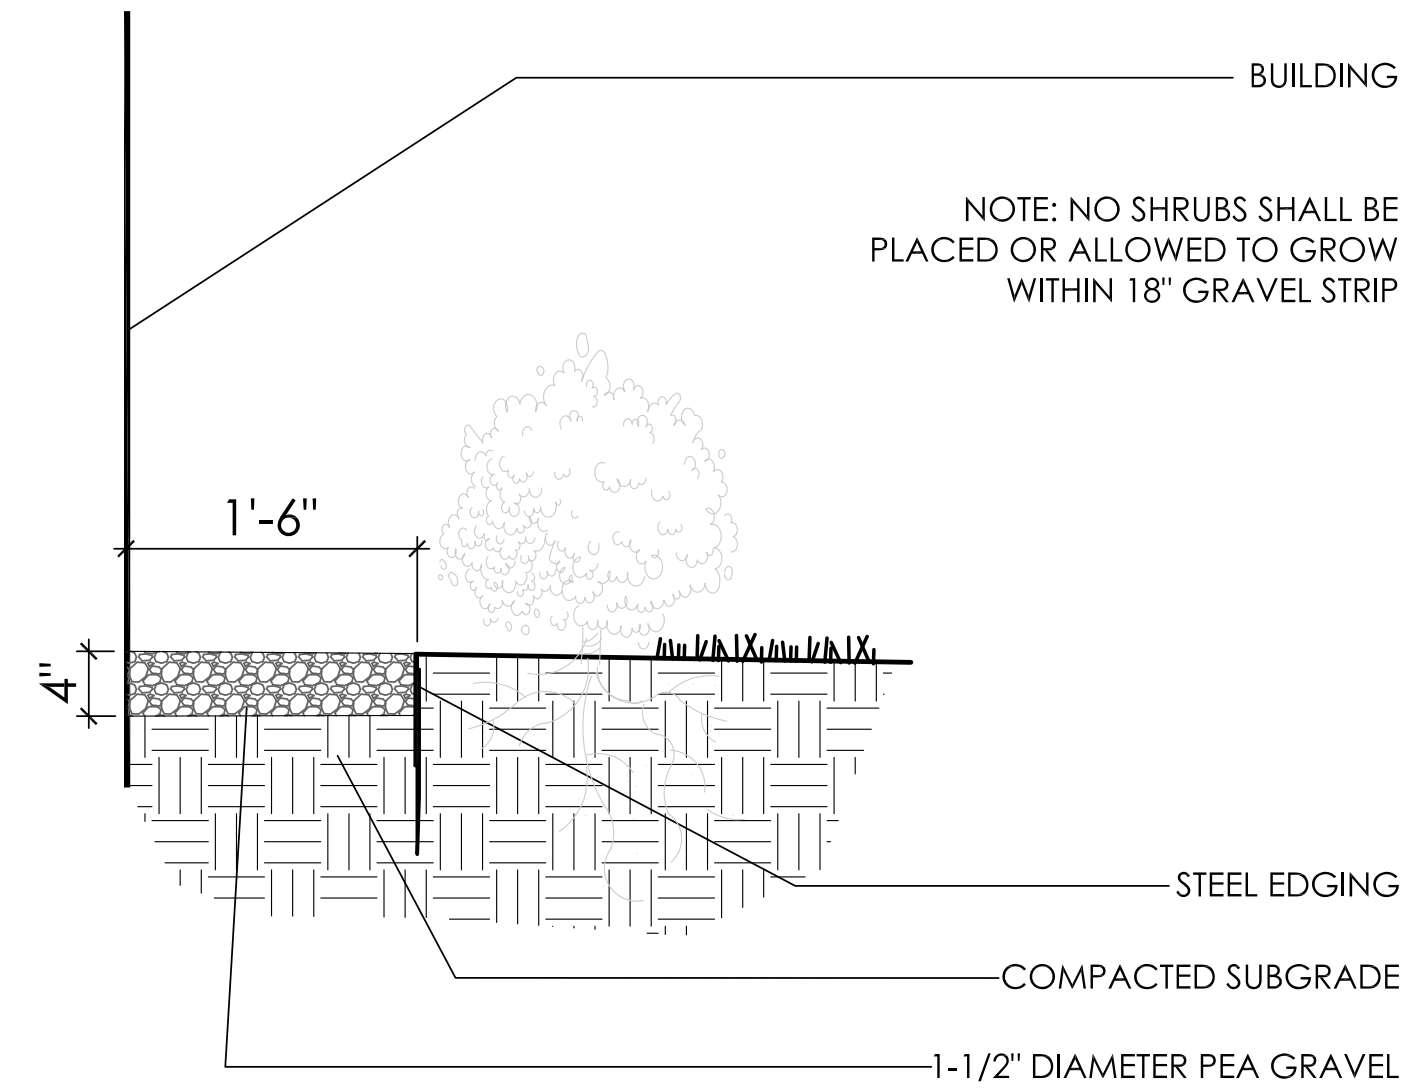 BUILDING
NOTE: NO SHRUBS SHALL BE
PLACED OR ALLOWED TO GROW
WITHIN 18" GRAVEL STRIP
1'-6"
4"
STEEL EDGING
COMPACTED SUBGRADE
1-1/2" DIAMETER PEA GRAVEL